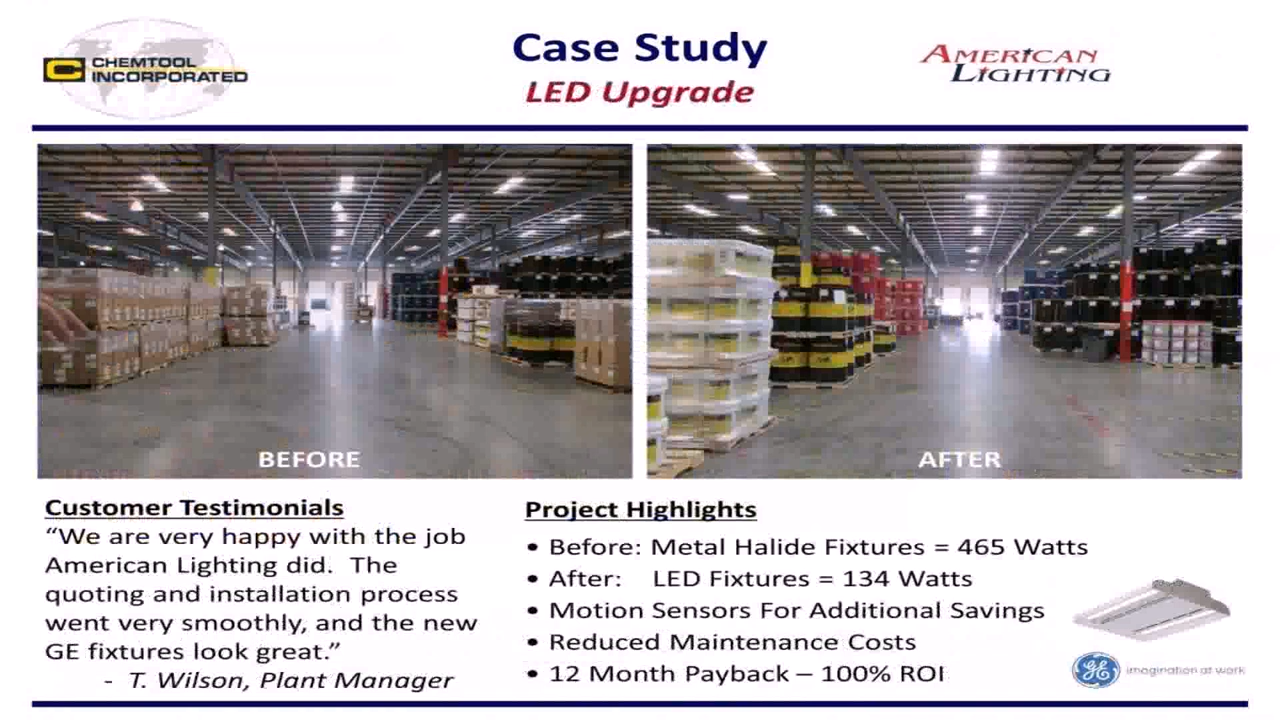 CHEMTOOL
INCORPORATED
Case Study
LED Upgrade
AMERICAN
LIGHTING
BEFORE
AFTER
Customer Testimonials
“We are very happy with the job
American Lighting did.  The
quoting and installation process
went very smoothly, and the new
GE fixtures look great.”
- T. Wilson, Plant Manager
Project Highlights
• Before: Metal Halide Fixtures = 465 Watts
• After:    LED Fixtures = 134 Watts
• Motion Sensors For Additional Savings
• Reduced Maintenance Costs
• 12 Month Payback – 100% ROI
GE imagination at work